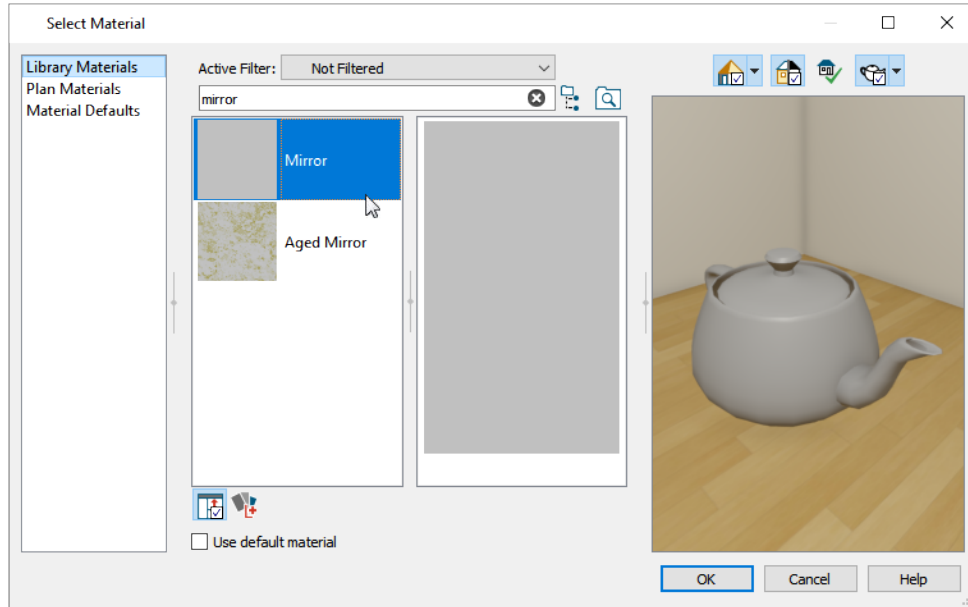 Select Material
Library Materials
Plan Materials
Material Defaults
Active Filter: Not Filtered
mirror
Mirror
Aged Mirror
Use default material
OK Cancel Help